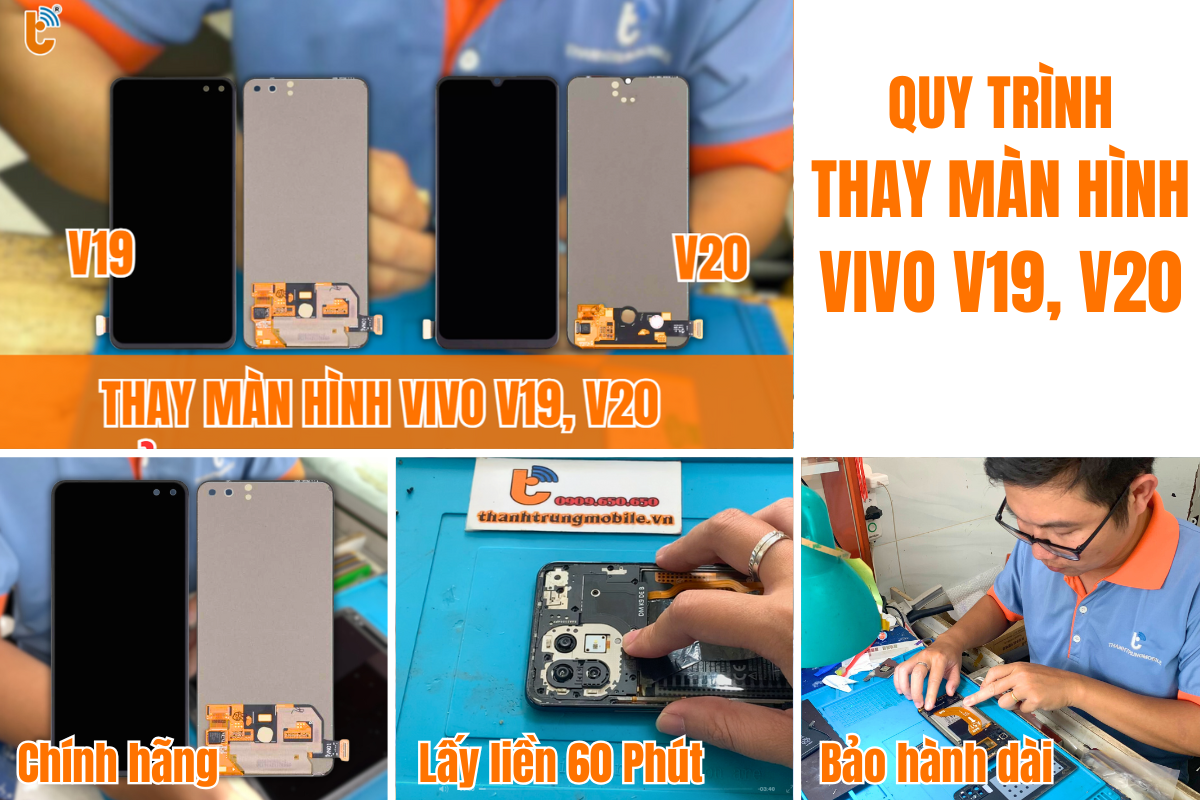 V19
V20
THAY MÀN HÌNH VIVO V19, V20
QUY TRÌNH
THAY MÀN HÌNH
VIVO V19, V20
Chính hãng
0909.650.650
thanhtrungmobile.vn
Lấy liền 60 Phút
THANHTRUNGMOBILE
Bảo hành dài